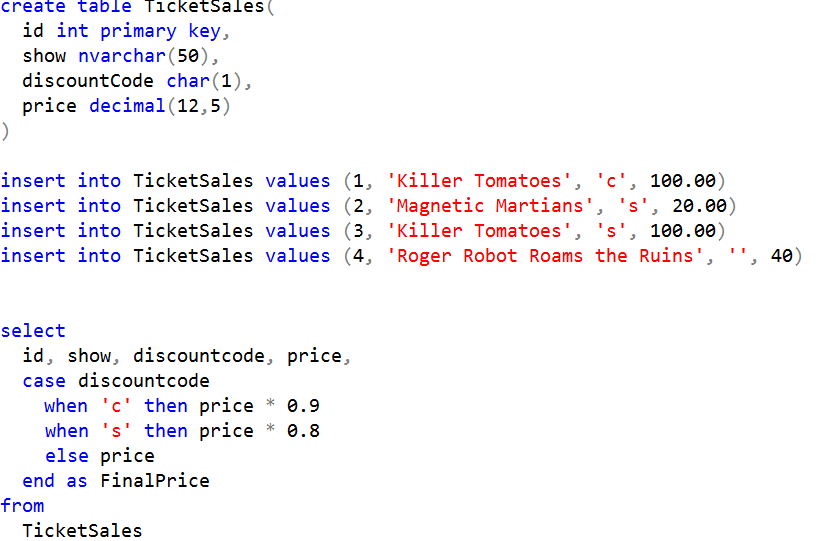 create table TicketSales(
id int primary key,
show nvarchar(50),
discountCode char(1),
price decimal(12,5)
)
insert into TicketSales values (1, 'Killer Tomatoes', 'c', 100.00)
insert into TicketSales values (2, 'Magnetic Martians', 's', 20.00)
insert into TicketSales values (3, 'Killer Tomatoes', 's', 100.00)
insert into TicketSales values (4, 'Roger Robot Roams the Ruins', '', 40)
select
id, show, discountcode, price,
case discountcode
when 'c' then price * 0.9
when 's' then price * 0.8
else price
end as FinalPrice
from
TicketSales